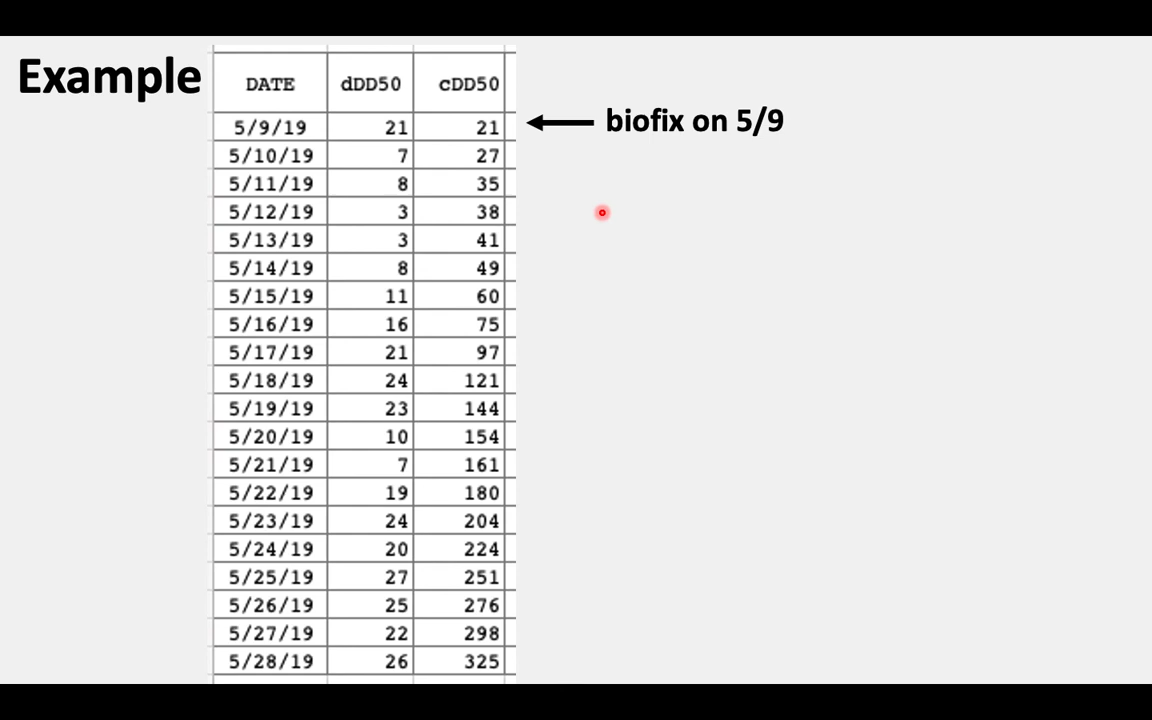 Example
DATE dDD50 cDD50
5/9/19 21 21
biofix on 5/9
5/10/19 7 27
5/11/19 8 35
5/12/19 3 38
5/13/19 3 41
5/14/19 8 49
5/15/19 11 60
5/16/19 16 75
5/17/19 21 97
5/18/19 24 121
5/19/19 23 144
5/20/19 10 154
5/21/19 7 161
5/22/19 19 180
5/23/19 24 204
5/24/19 20 224
5/25/19 27 251
5/26/19 25 276
5/27/19 22 298
5/28/19 26 325